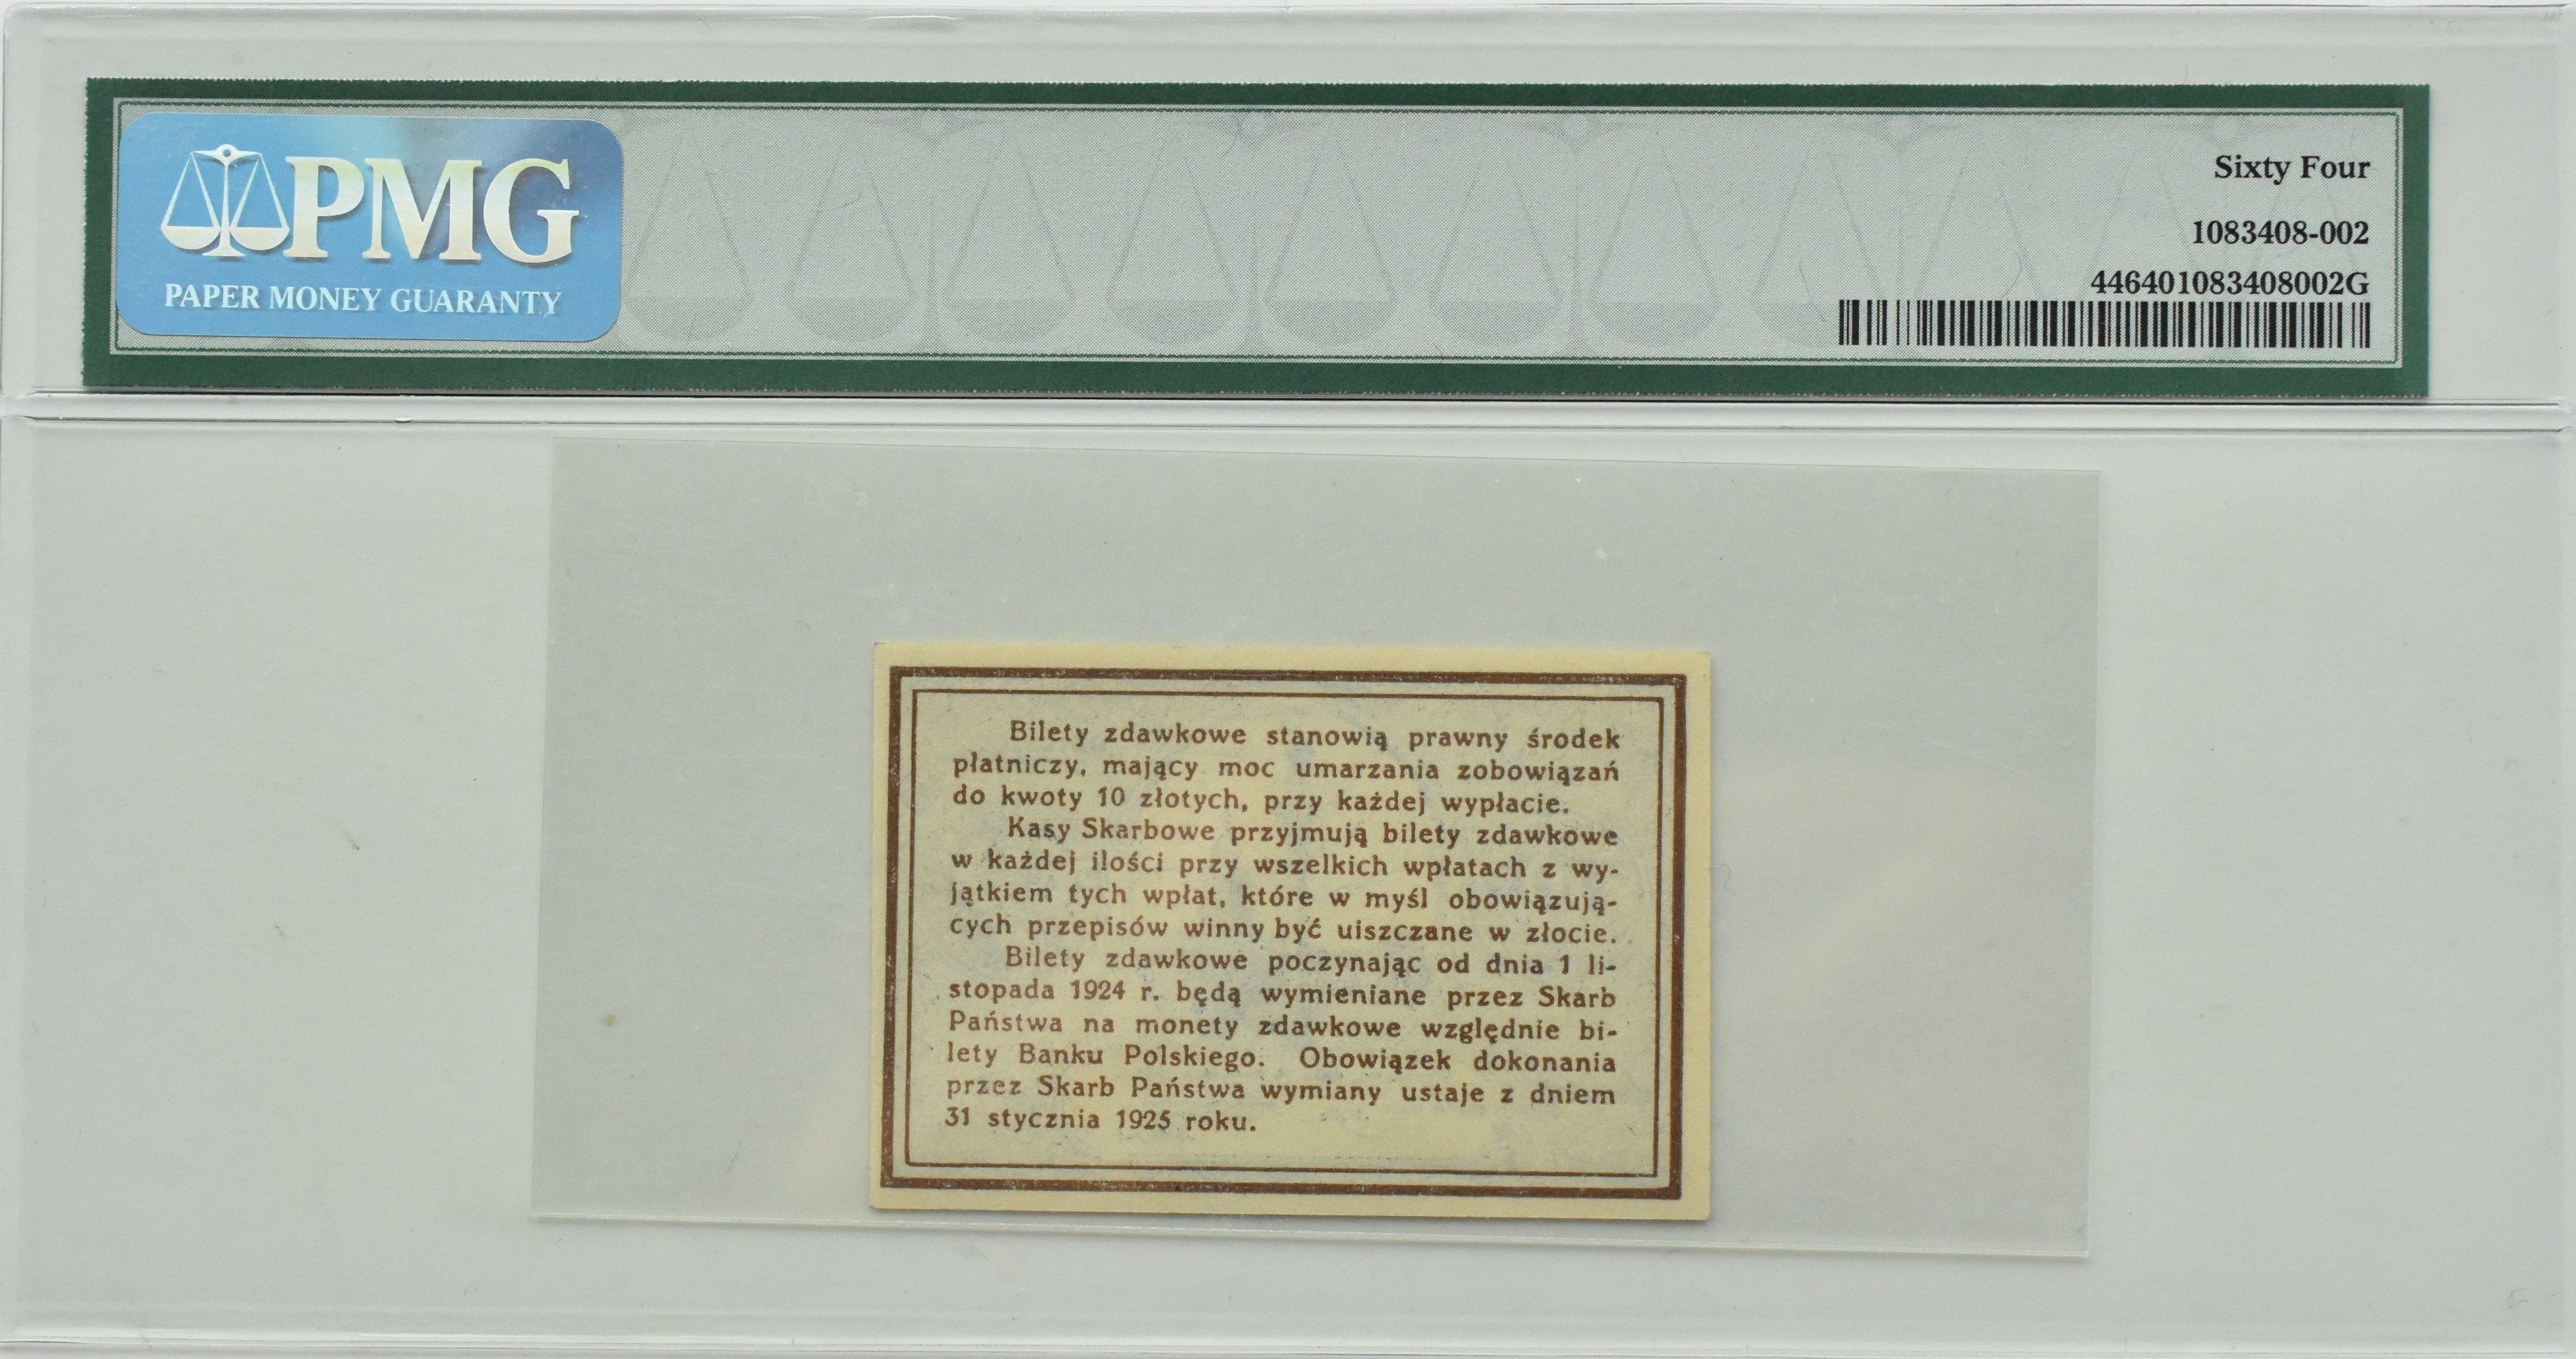 PMG
PAPER MONEY GUARANTY
Sixty Four
1083408-002
446401083408002G
Bilety zdawkowe stanowią prawny środek
płatniczy, mający moc umarzania zobowiązań
do kwoty 10 złotych, przy każdej wypłacie.
Kasy Skarbowe przyjmują bilety zdawkowe
w każdej ilości przy wszelkich wpłatach z wy-
jątkiem tych wpłat, które w myśl obowiązują-
cych przepisów winny być uiszczane w złocie.
Bilety zdawkowe poczynając od dnia 1 li-
stopada 1924 r. będą wymieniane przez Skarb
Państwa na monety zdawkowe względnie bi-
lety Banku Polskiego. Obowiązek dokonania
przez Skarb Państwa wymiany ustaje z dniem
31 stycznia 1925 roku.